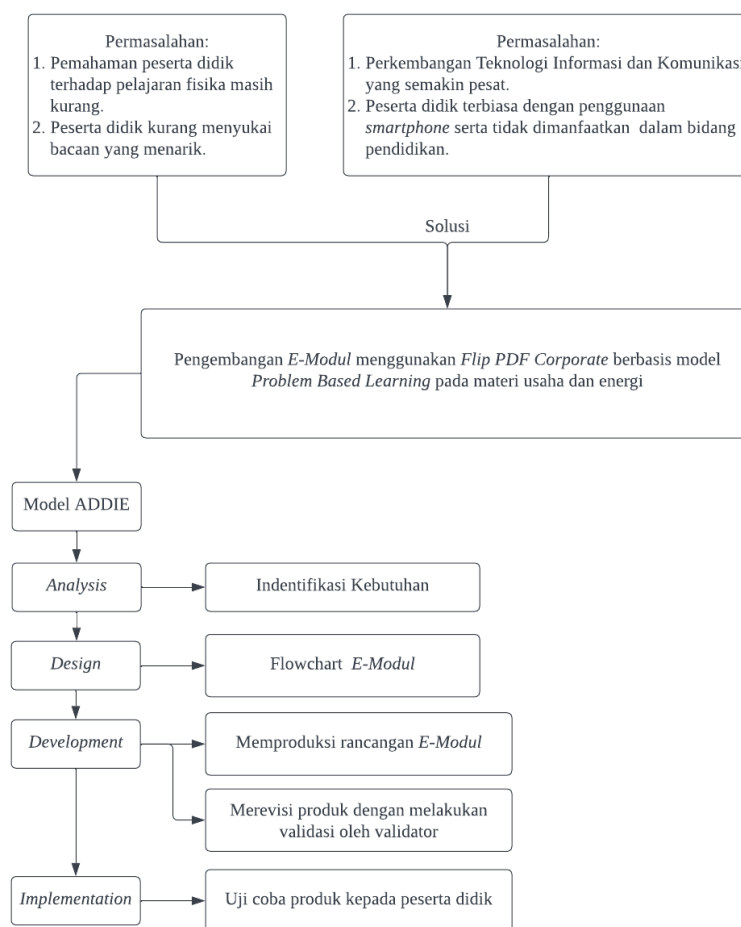 Permasalahan:
1. Pemahaman peserta didik
terhadap pelajaran fisika masih
kurang.
2. Peserta didik kurang menyukai
bacaan yang menarik.
Permasalahan:
1. Perkembangan Teknologi Informasi dan Komunikasi
yang semakin pesat.
2. Peserta didik terbiasa dengan penggunaan
smartphone serta tidak dimanfaatkan dalam bidang
pendidikan.
Solusi
Pengembangan E-Modul menggunakan Flip PDF Corporate berbasis model
Problem Based Learning pada materi usaha dan energi
Model ADDIE
Analysis
Indentifikasi Kebutuhan
Design
Flowchart E-Modul
Development
Memproduksi rancangan E-Modul
Merevisi produk dengan melakukan
validasi oleh validator
Implementation
Uji coba produk kepada peserta didik